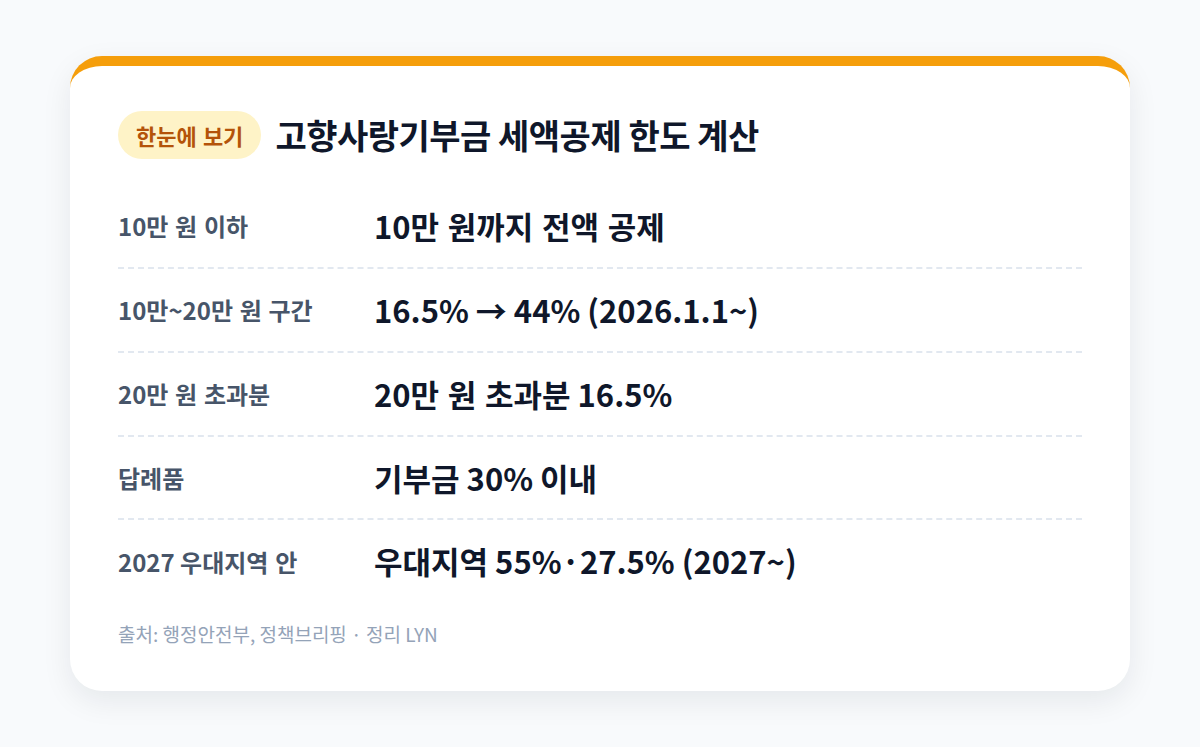 한눈에 보기 고향사랑기부금 세액공제 한도 계산
10만 원 이하 10만 원까지 전액 공제
10만~20만 원 구간 16.5% → 44% (2026.1.1~)
20만 원 초과분 20만 원 초과분 16.5%
답례품 기부금 30% 이내
2027 우대지역 안 우대지역 55%·27.5% (2027~)
출처: 행정안전부, 정책브리핑 · 정리 LYN